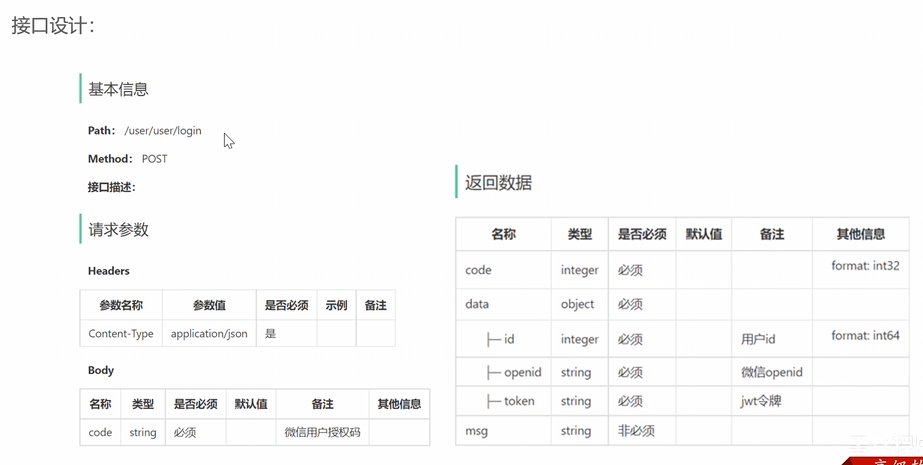 接口设计：
基本信息
Path： /user/user/login
Method： POST
接口描述：
请求参数
Headers
参数名称 参数值 是否必须 示例 备注
Content-Type application/json 是
Body
名称 类型 是否必须 默认值 备注 其他信息
code string 必须 微信用户授权码
返回数据
名称 类型 是否必须 默认值 备注 其他信息
code integer 必须 format: int32
data object 必须
├─ id integer 必须 用户id format: int64
├─ openid string 必须 微信openid
├─ token string 必须 jwt令牌
msg string 非必须